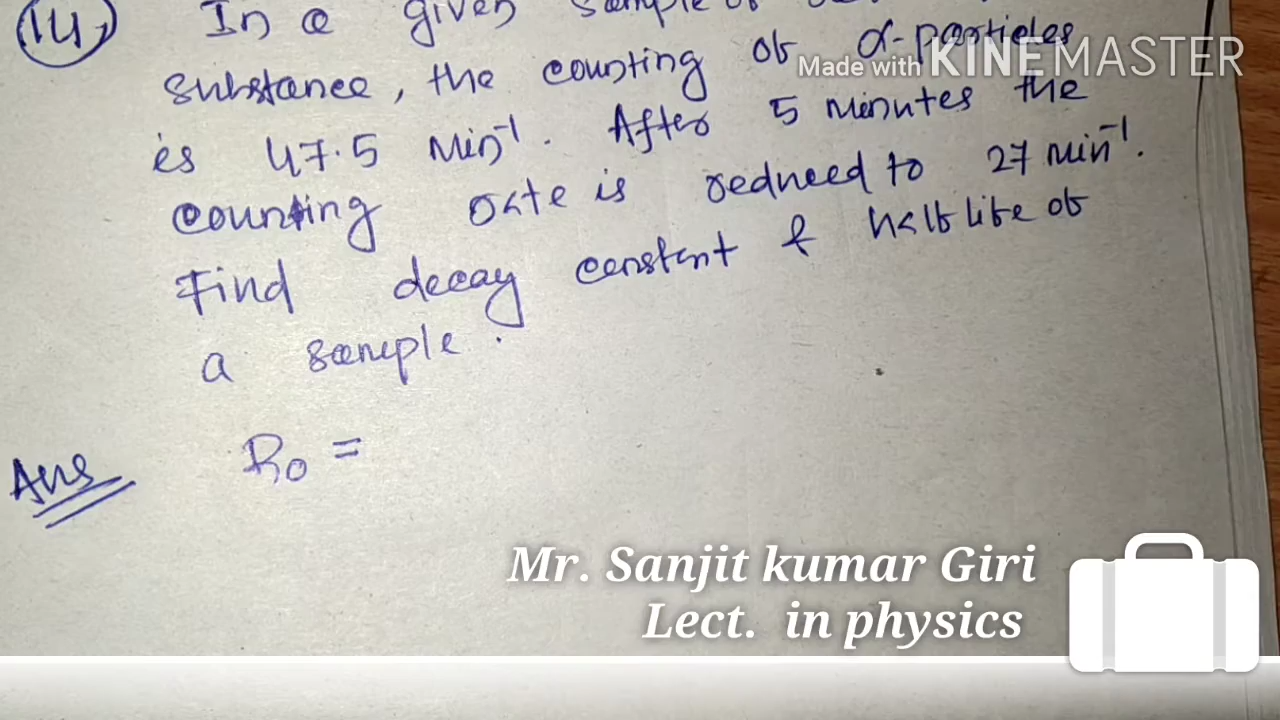 14) In a given sample of
substance, the counting of α-particles
is 47.5 Min⁻¹. After 5 minutes the
counting rate is reduced to 27 min⁻¹.
Find decay constant & half life of
a sample.
Ans R₀ =
Made with KINEMASTER
Mr. Sanjit kumar Giri
Lect. in physics